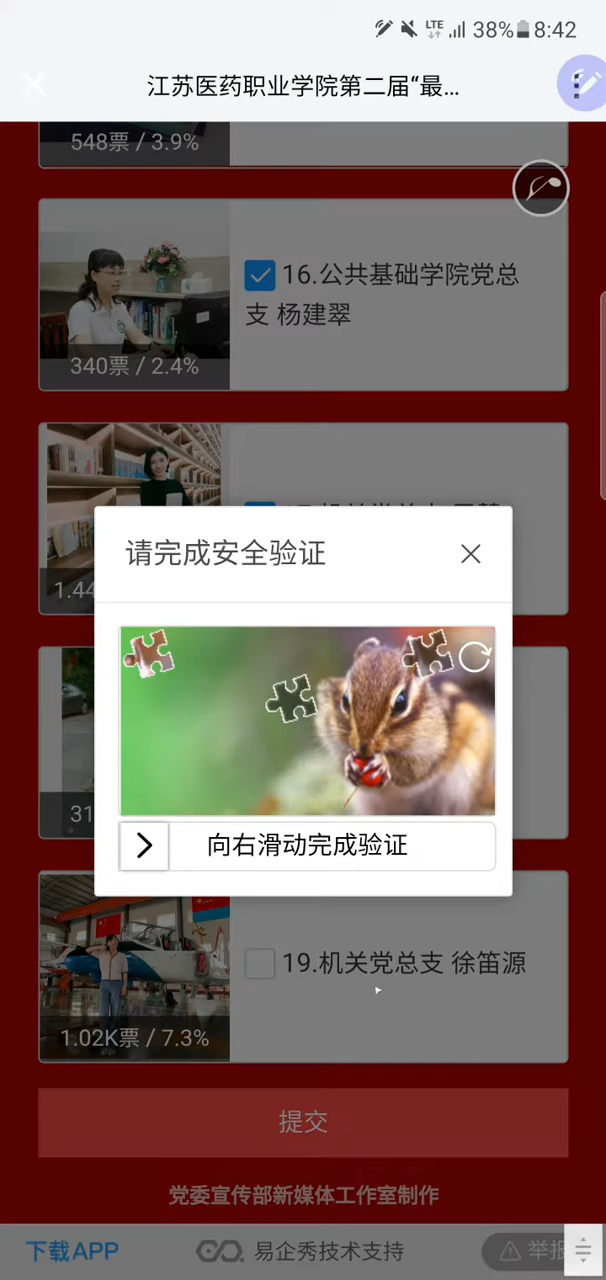 LTE 38% 8:42
江苏医药职业学院第二届“最...
548票 / 3.9%
16.公共基础学院党总
支 杨建翠
340票 / 2.4%
1.44
请完成安全验证
向右滑动完成验证
31
19.机关党总支 徐笛源
1.02K票 / 7.3%
提交
党委宣传部新媒体工作室制作
下载APP
易企秀技术支持
举报